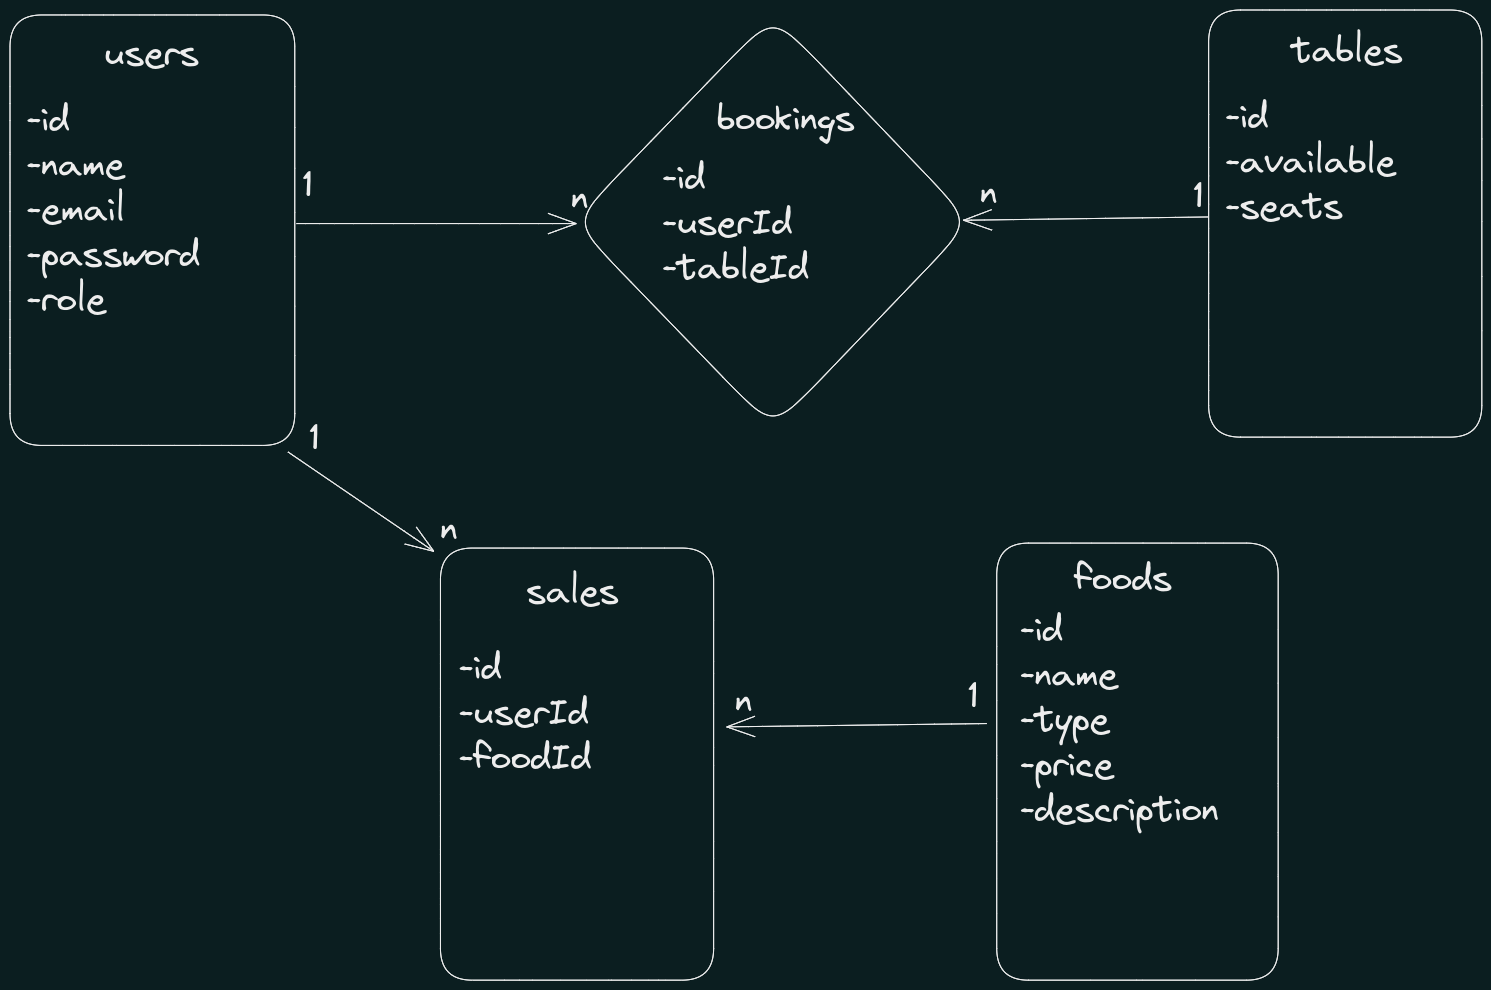 users
-id
-name
-email
-password
-role
1
n
bookings
-id
-userId
-tableId
n
1
tables
-id
-available
-seats
1
n
sales
-id
-userId
-foodId
n
1
foods
-id
-name
-type
-price
-description